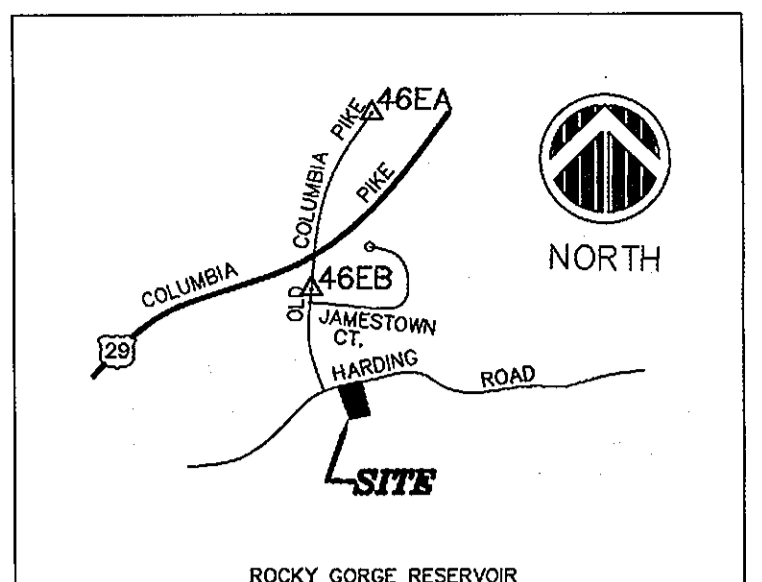 46EA
OLD COLUMBIA PIKE
COLUMBIA PIKE
NORTH
46EB
29
JAMESTOWN
CT.
HARDING ROAD
SITE
ROCKY GORGE RESERVOIR